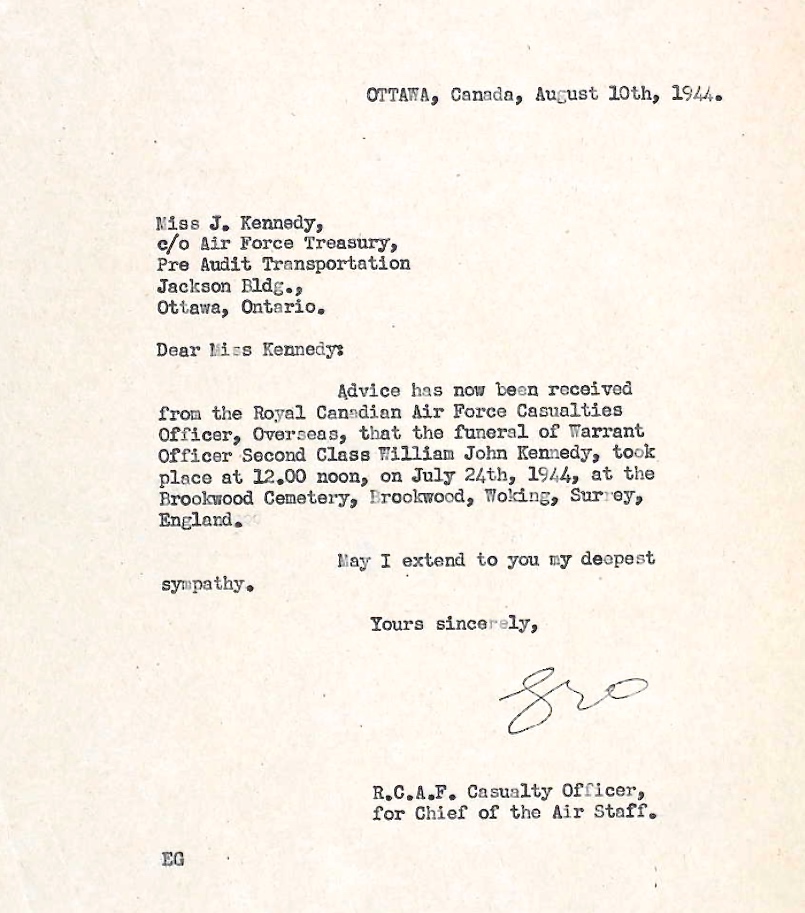 OTTAWA, Canada, August 10th, 1944.
Miss J. Kennedy,
c/o Air Force Treasury,
Pre Audit Transportation
Jackson Bldg.,
Ottawa, Ontario.
Dear Miss Kennedy:
Advice has now been received
from the Royal Canadian Air Force Casualties
Officer, Overseas, that the funeral of Warrant
Officer Second Class William John Kennedy, took
place at 12.00 noon, on July 24th, 1944, at the
Brookwood Cemetery, Brookwood, Woking, Surrey,
England.
May I extend to you my deepest
sympathy.
Yours sincerely,
R.C.A.F. Casualty Officer,
for Chief of the Air Staff.
EG